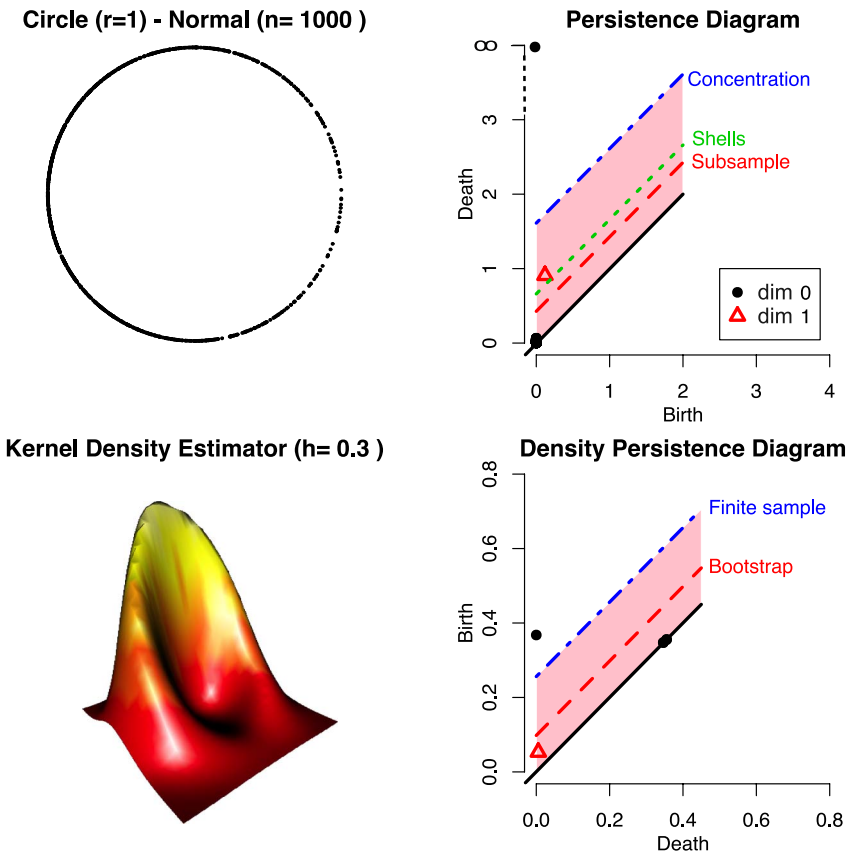 Circle (r=1) - Normal (n= 1000 )
Persistence Diagram
∞
3
2
1
0
Death
Concentration
Shells
Subsample
dim 0
dim 1
0 1 2 3 4
Birth
Kernel Density Estimator (h= 0.3 )
Density Persistence Diagram
0.8
0.6
0.4
0.2
0.0
Birth
Finite sample
Bootstrap
0.0 0.2 0.4 0.6 0.8
Death